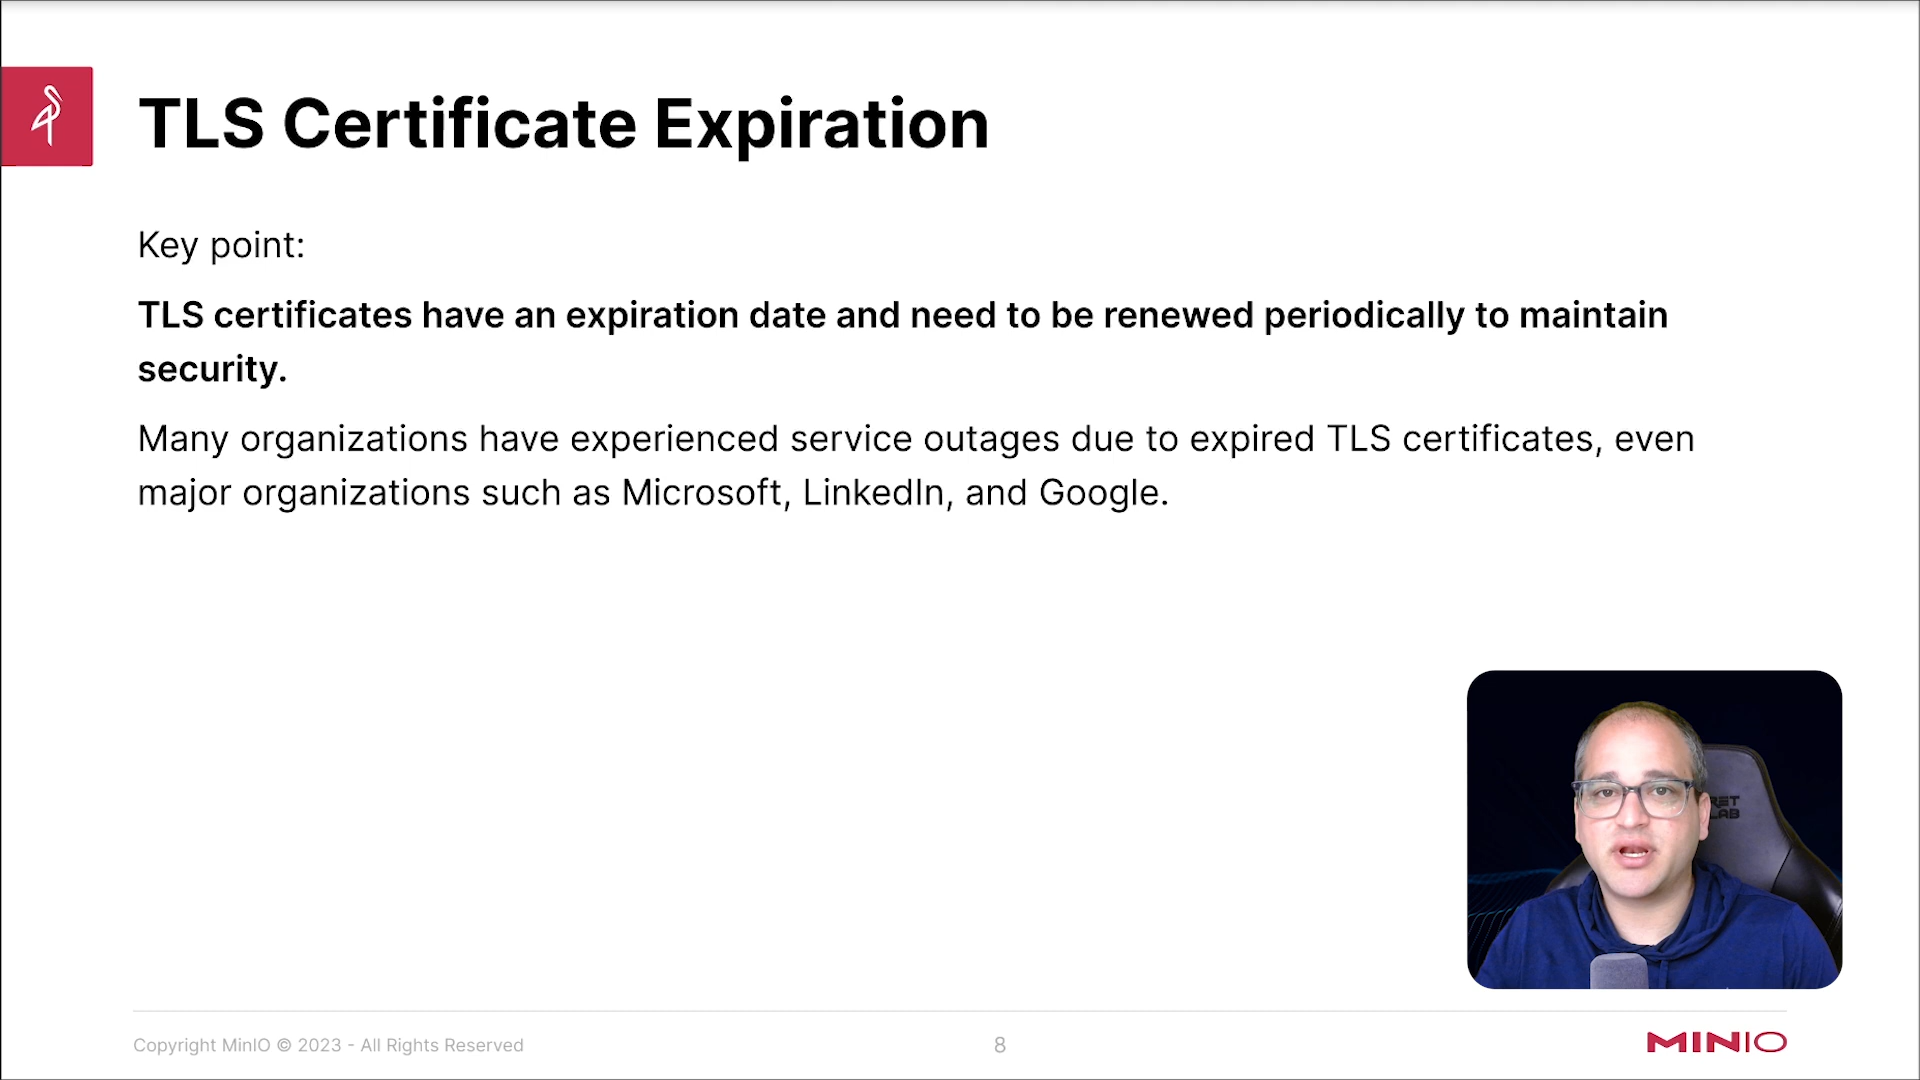 TLS Certificate Expiration
Key point:
TLS certificates have an expiration date and need to be renewed periodically to maintain
security.
Many organizations have experienced service outages due to expired TLS certificates, even
major organizations such as Microsoft, LinkedIn, and Google.
LAB
Copyright MinIO © 2023 - All Rights Reserved
8
MINIO